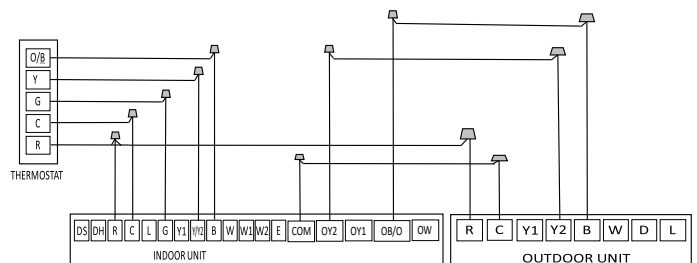 O/B
Y
G
C
R
THERMOSTAT
DS DH R C L G Y1 Y/Y2 B W W1 W2 E COM OY2 OY1 OB/O OW
INDOOR UNIT
R C Y1 Y2 B W D L
OUTDOOR UNIT